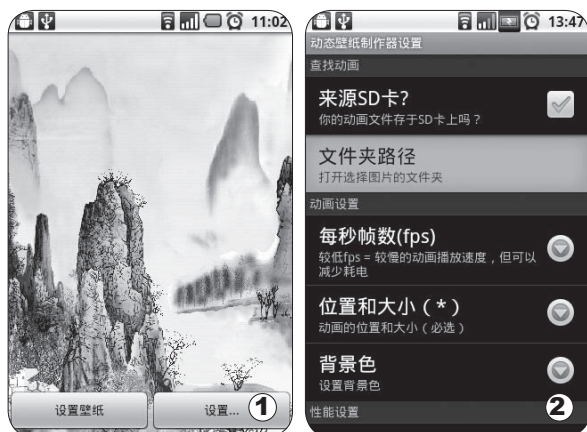 11:02
设置壁纸
设置...
1
13:47
动态壁纸制作器设置
查找动画
来源SD卡?
你的动画文件存于SD卡上吗？
文件夹路径
打开选择图片的文件夹
动画设置
每秒帧数(fps)
较低fps = 较慢的动画播放速度，但可以
减少耗电
位置和大小（*）
动画的位置和大小（必选）
背景色
设置背景色
性能设置
2